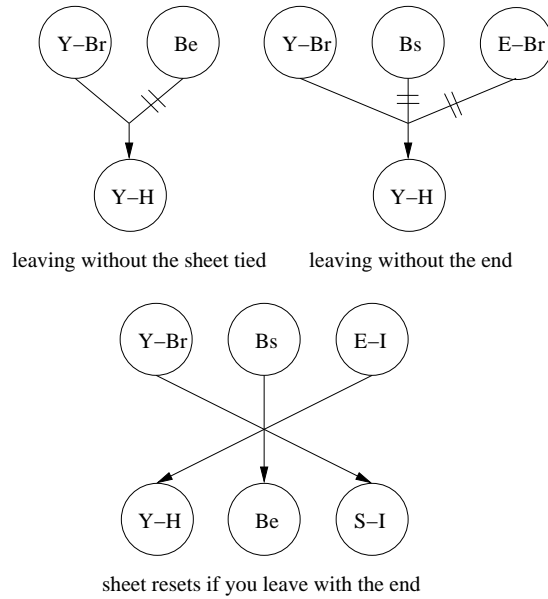 Y–Br Be Y–Br Bs E–Br
Y–H Y–H
leaving without the sheet tied leaving without the end
Y–Br Bs E–I
Y–H Be S–I
sheet resets if you leave with the end